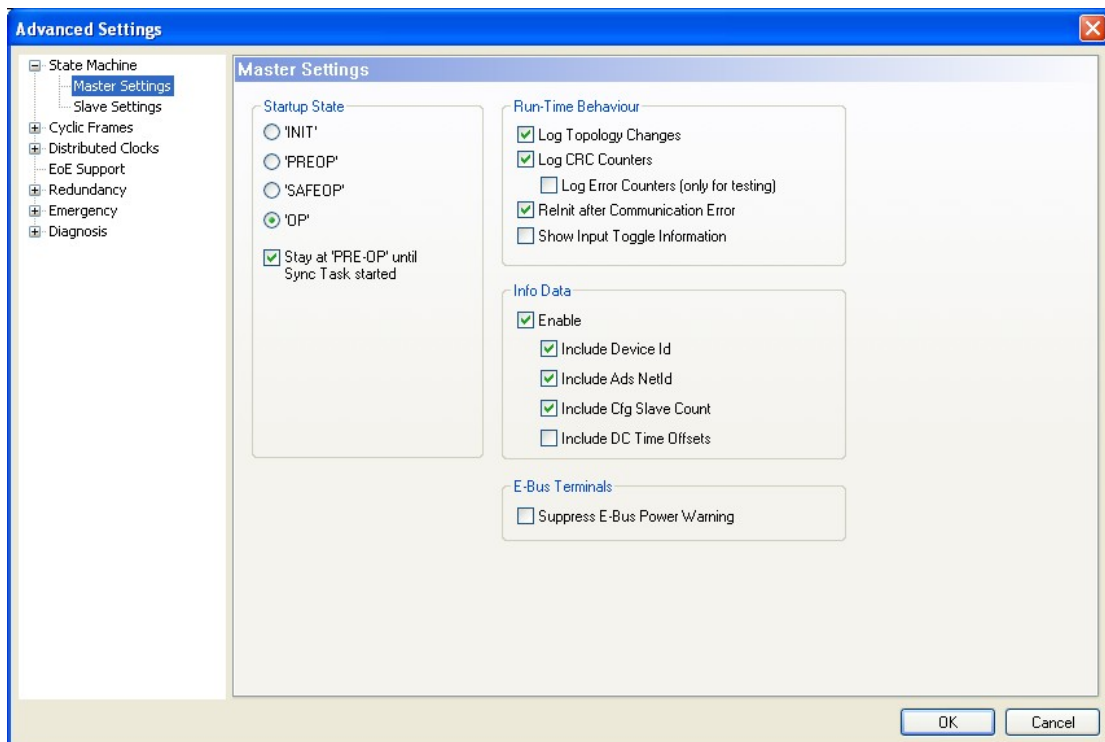 Advanced Settings
State Machine
Master Settings
Slave Settings
Cyclic Frames
Distributed Clocks
EoE Support
Redundancy
Emergency
Diagnosis
Master Settings
Startup State
'INIT'
'PREOP'
'SAFEOP'
'OP'
Stay at 'PRE-OP' until
Sync Task started
Run-Time Behaviour
Log Topology Changes
Log CRC Counters
Log Error Counters (only for testing)
ReInit after Communication Error
Show Input Toggle Information
Info Data
Enable
Include Device Id
Include Ads NetId
Include Cfg Slave Count
Include DC Time Offsets
E-Bus Terminals
Suppress E-Bus Power Warning
OK
Cancel